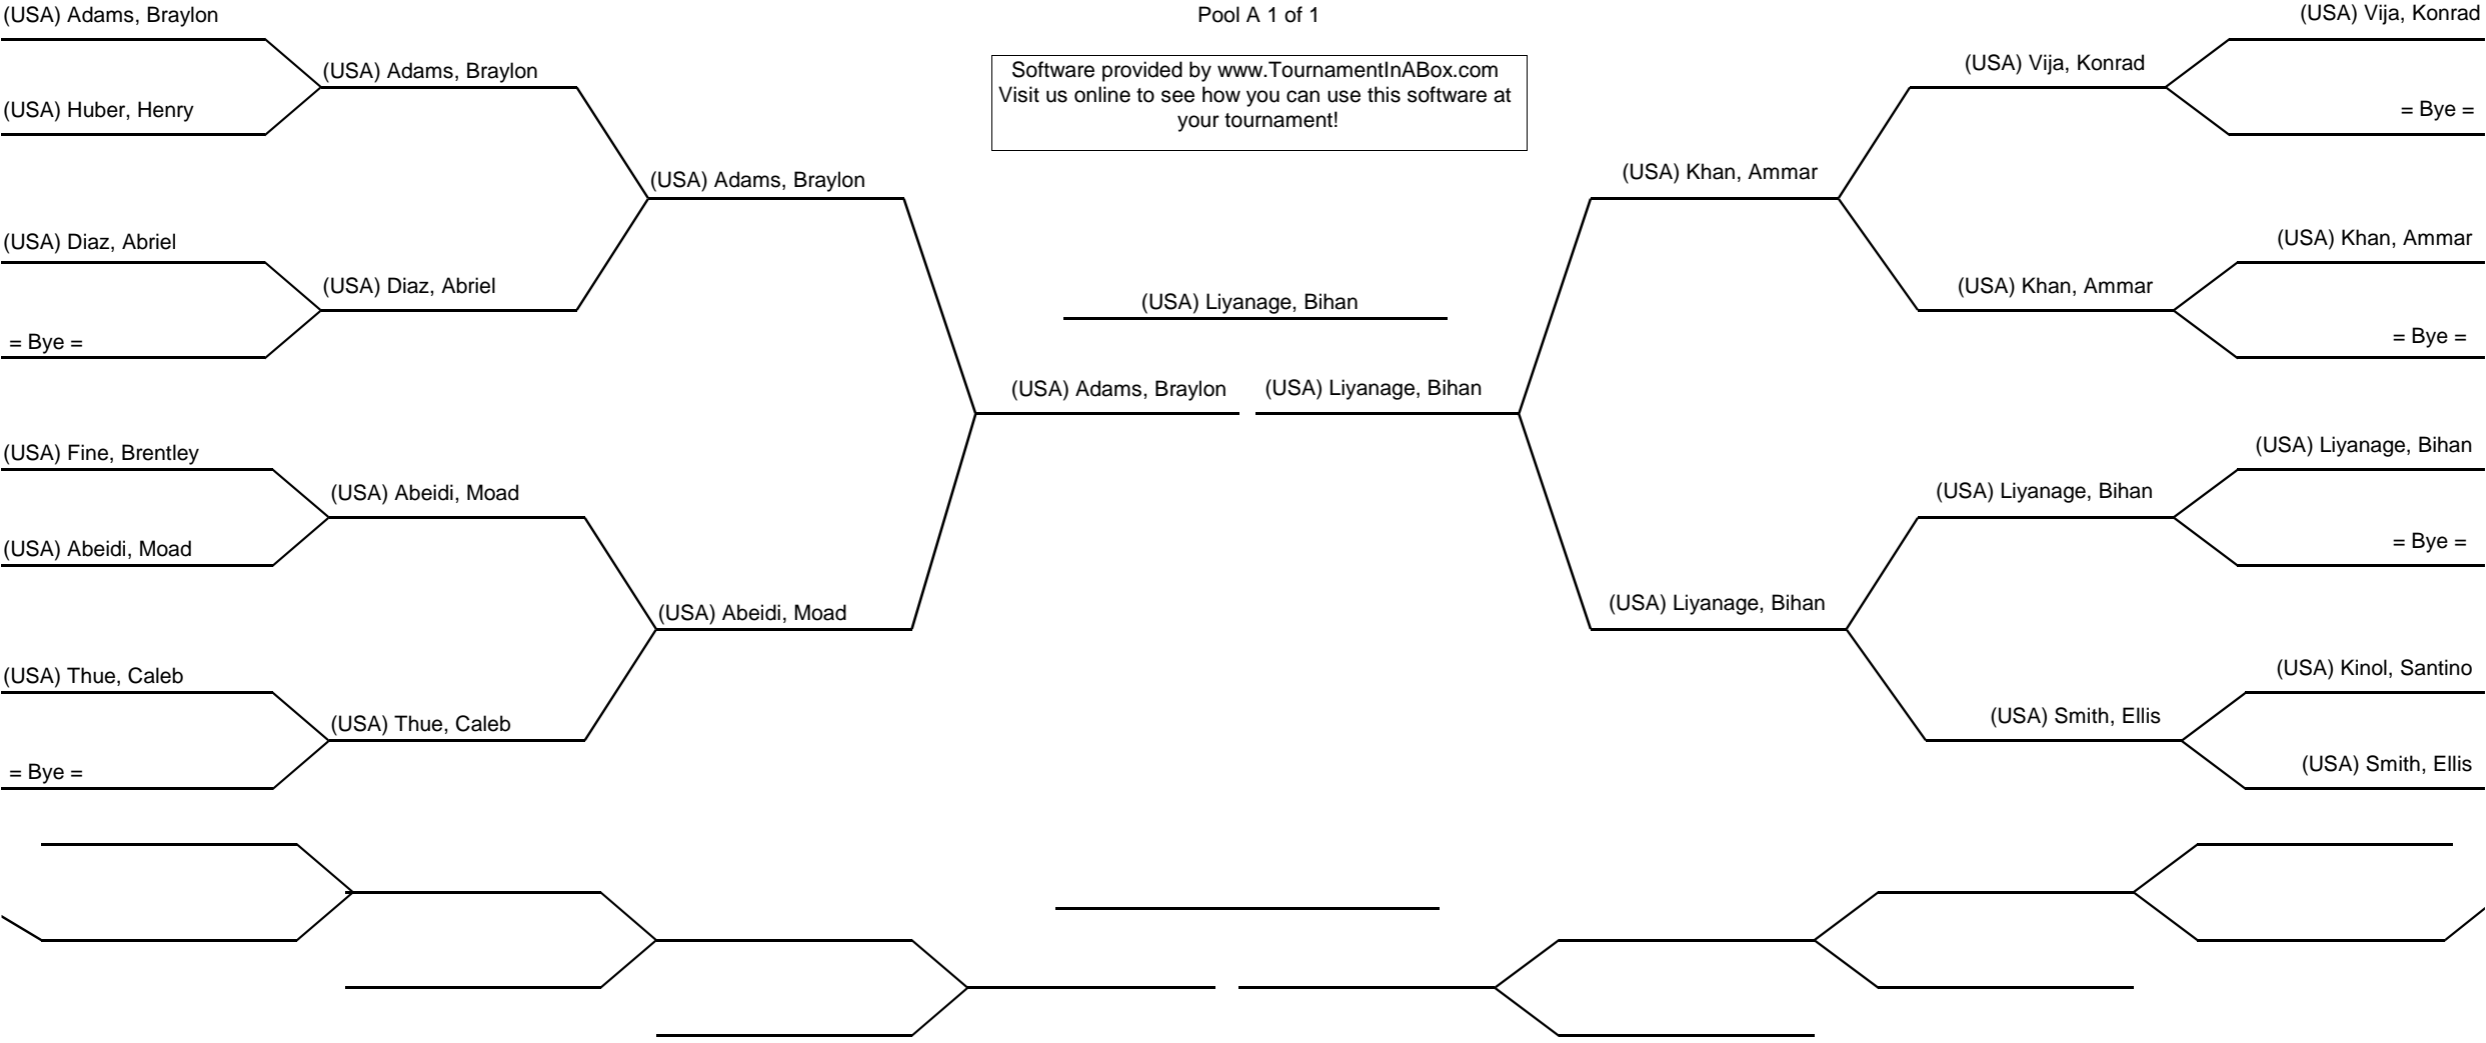 (USA) Adams, Braylon
(USA) Huber, Henry
(USA) Diaz, Abriel
= Bye =
(USA) Fine, Brentley
(USA) Abeidi, Moad
(USA) Thue, Caleb
= Bye =
(USA) Adams, Braylon
(USA) Diaz, Abriel
(USA) Abeidi, Moad
(USA) Thue, Caleb
(USA) Adams, Braylon
(USA) Abeidi, Moad
Pool A 1 of 1
Software provided by www.TournamentInABox.com
Visit us online to see how you can use this software at
your tournament!
(USA) Liyanage, Bihan
(USA) Adams, Braylon
(USA) Liyanage, Bihan
(USA) Khan, Ammar
(USA) Liyanage, Bihan
(USA) Vija, Konrad
(USA) Khan, Ammar
(USA) Liyanage, Bihan
(USA) Smith, Ellis
(USA) Vija, Konrad
= Bye =
(USA) Khan, Ammar
= Bye =
(USA) Liyanage, Bihan
= Bye =
(USA) Kinol, Santino
(USA) Smith, Ellis